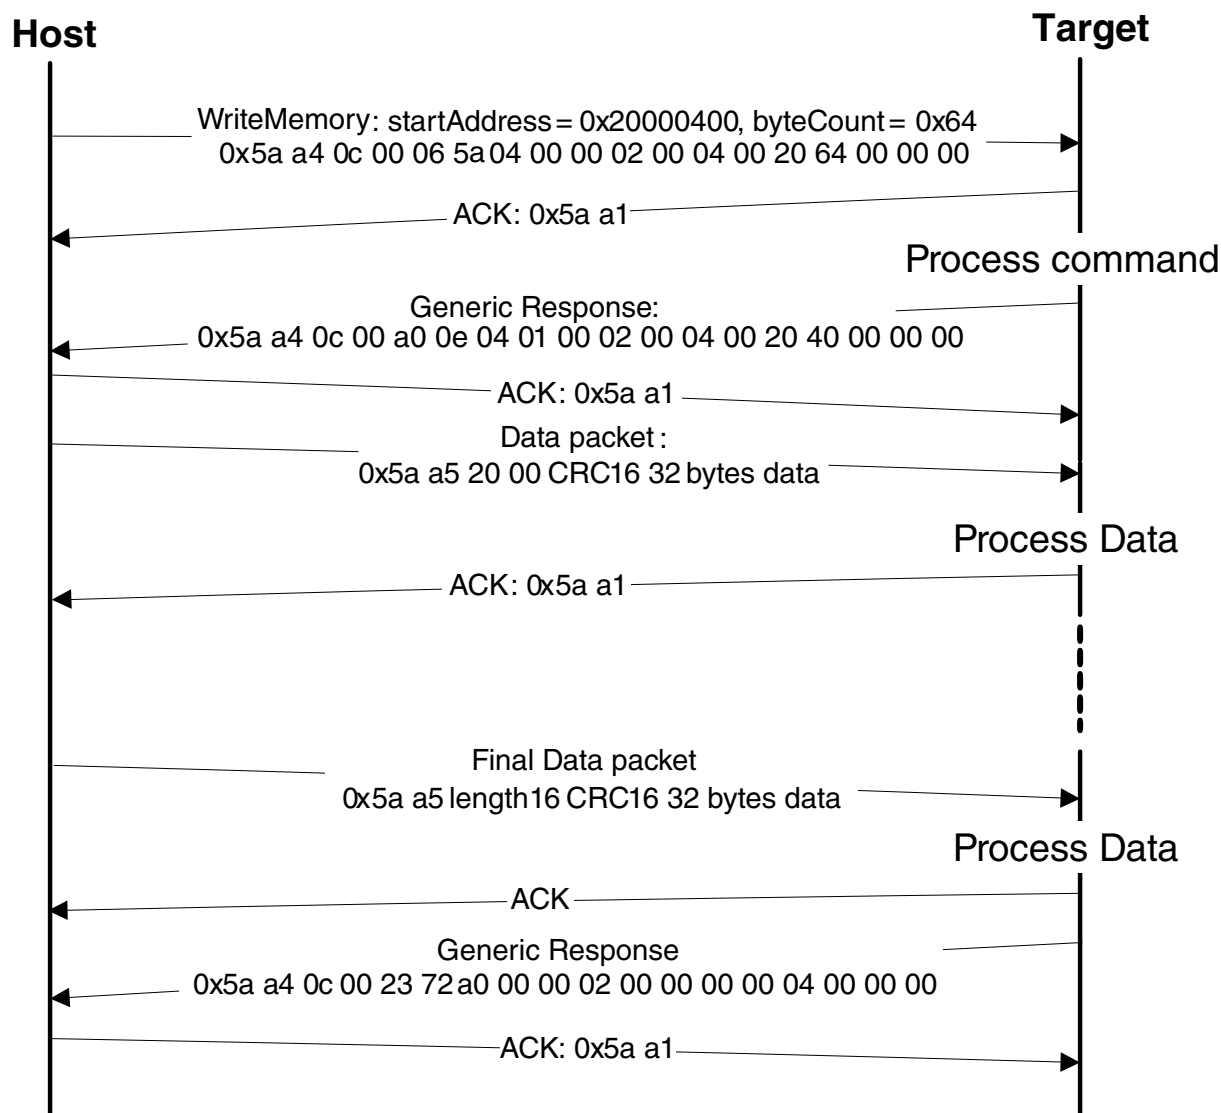 Host
Target
WriteMemory: startAddress = 0x20000400, byteCount = 0x64
0x5a a4 0c 00 06 5a 04 00 00 02 00 04 00 20 64 00 00 00
ACK: 0x5a a1
Process command
Generic Response:
0x5a a4 0c 00 a0 0e 04 01 00 02 00 04 00 20 40 00 00 00
ACK: 0x5a a1
Data packet :
0x5a a5 20 00 CRC16 32 bytes data
Process Data
ACK: 0x5a a1
Final Data packet
0x5a a5 length16 CRC16 32 bytes data
Process Data
ACK
Generic Response
0x5a a4 0c 00 23 72 a0 00 00 02 00 00 00 00 04 00 00 00
ACK: 0x5a a1